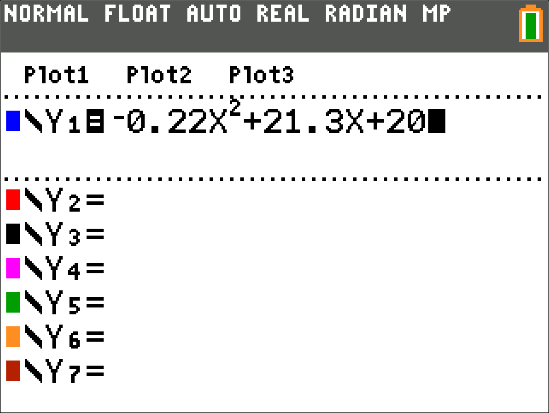 NORMAL FLOAT AUTO REAL RADIAN MP
Plot1 Plot2 Plot3
\Y₁=⁻0.22X²+21.3X+20
\Y₂=
\Y₃=
\Y₄=
\Y₅=
\Y₆=
\Y₇=